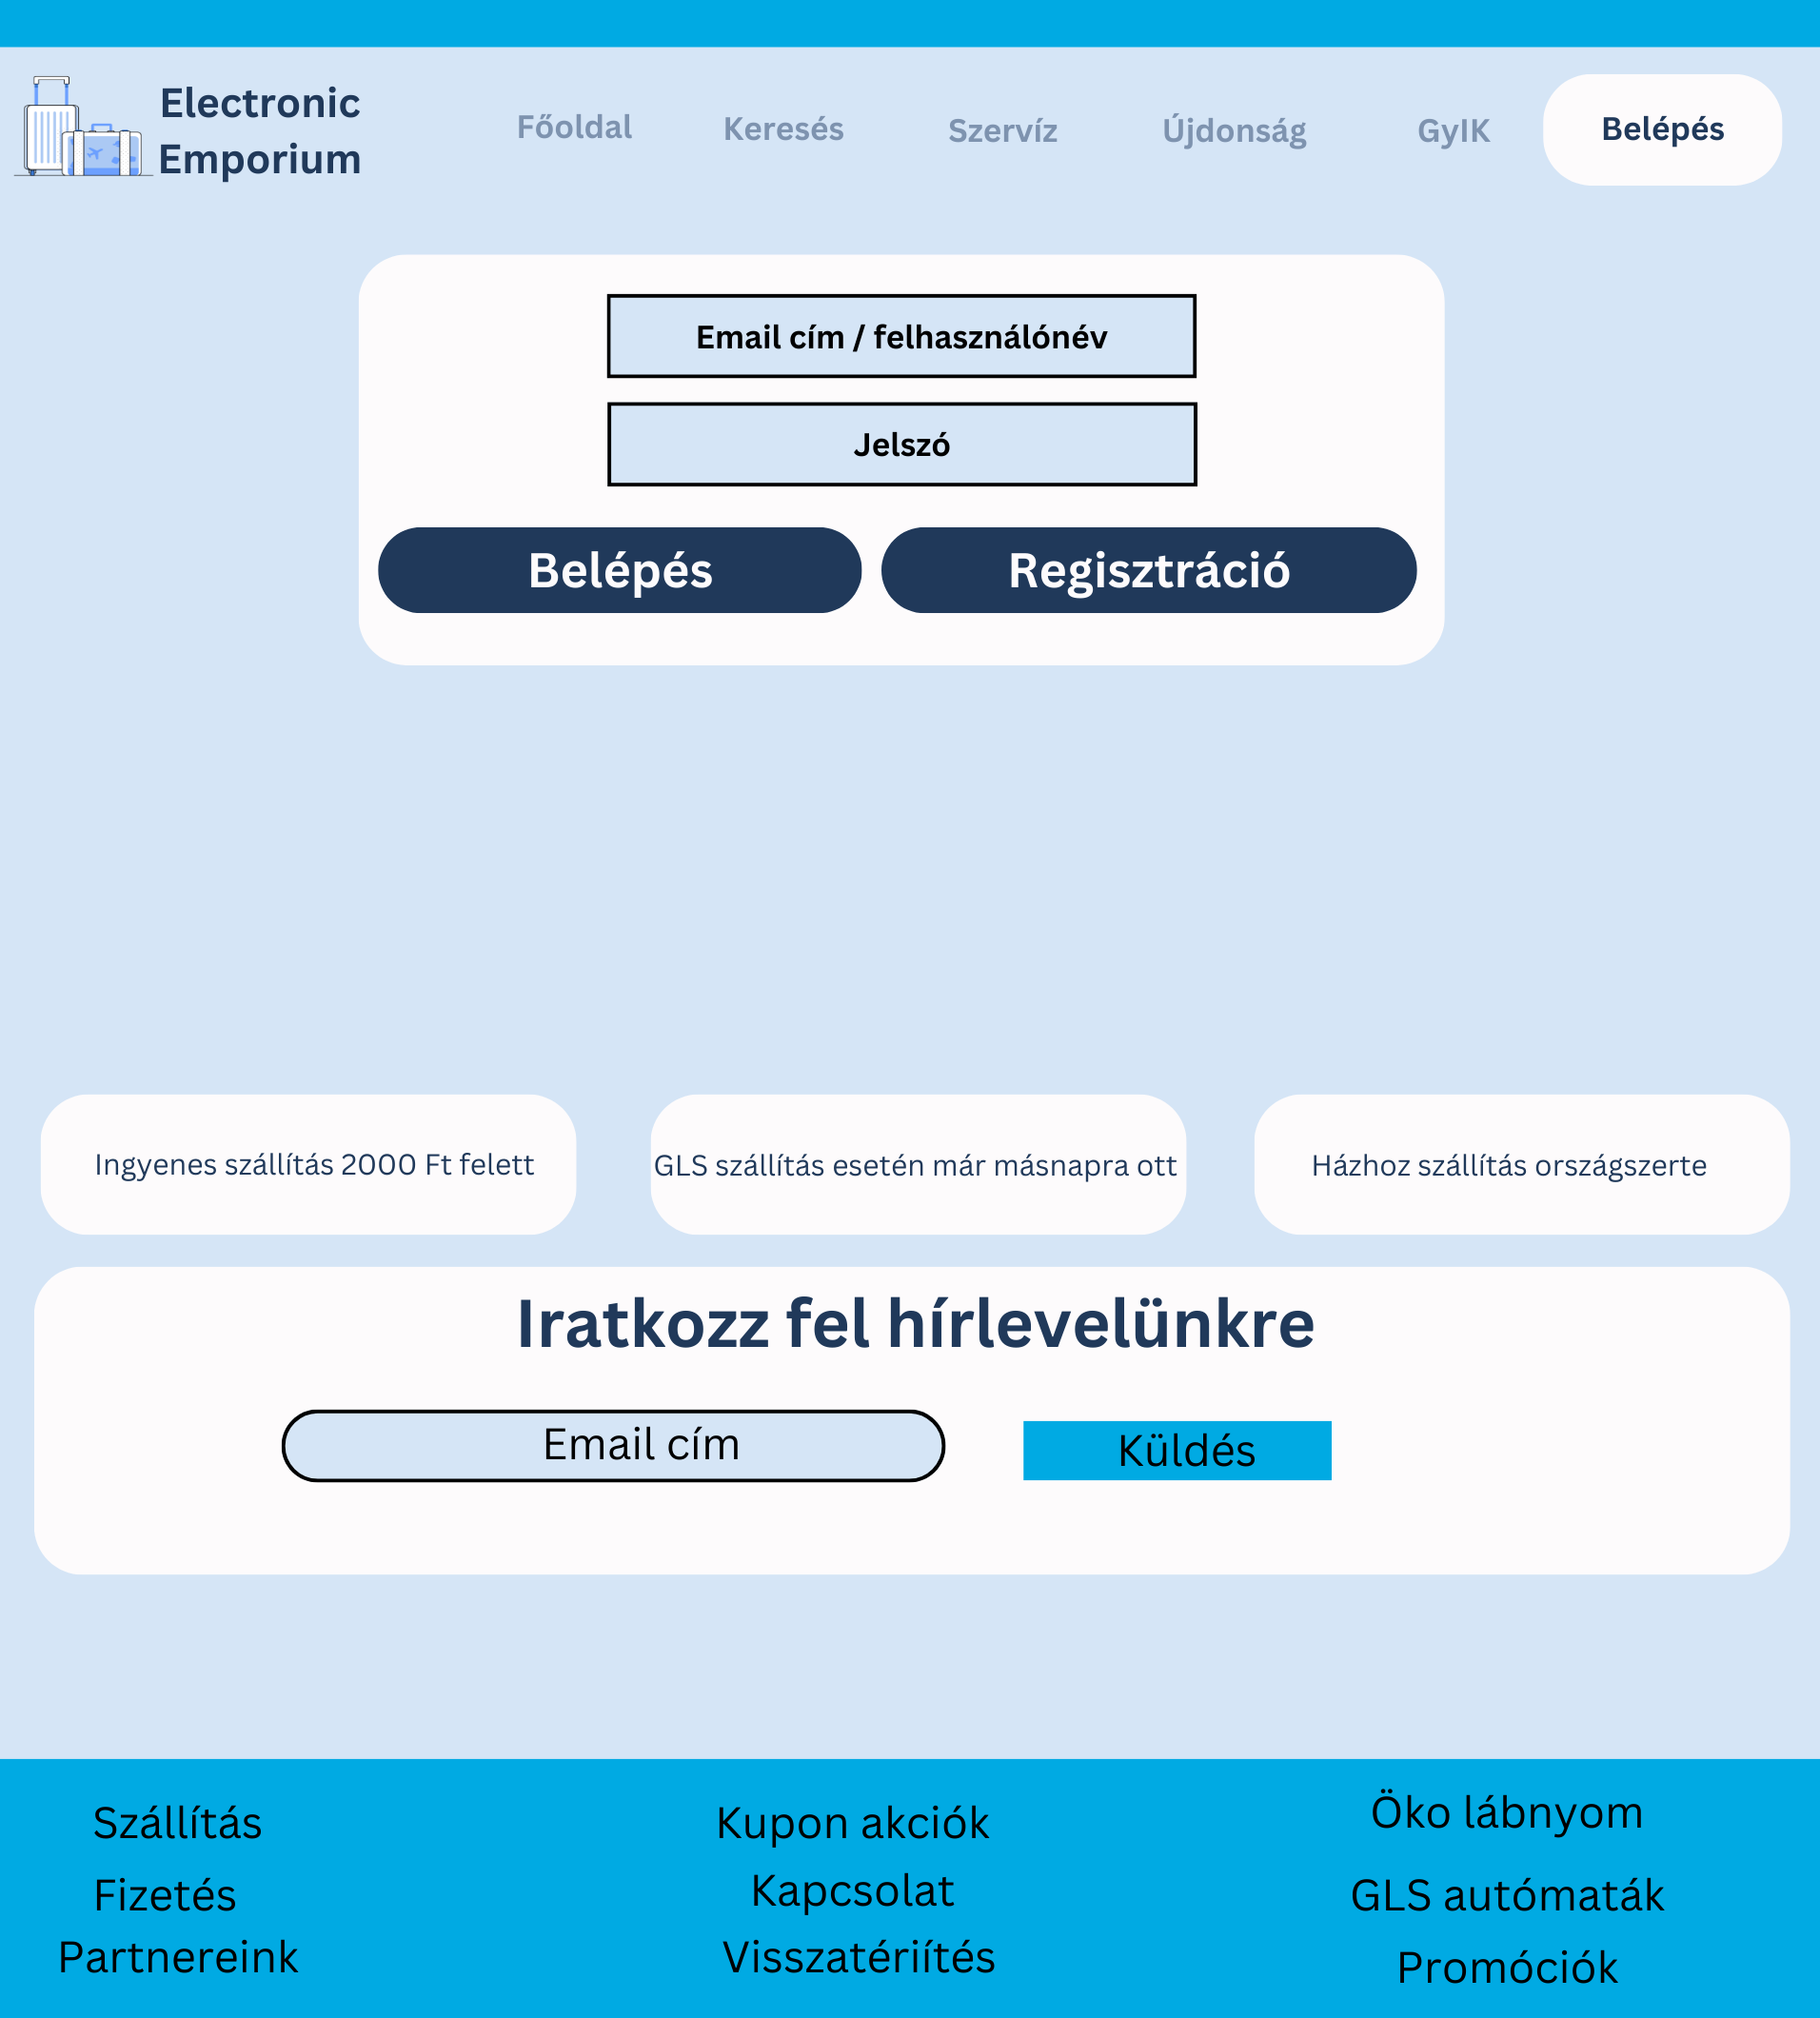 Electronic
Emporium
Főoldal
Keresés
Szervíz
Újdonság
GyIK
Belépés
Email cím / felhasználónév
Jelszó
Belépés
Regisztráció
Ingyenes szállítás 2000 Ft felett
GLS szállítás esetén már másnapra ott
Házhoz szállítás országszerte
Iratkozz fel hírlevelünkre
Email cím
Küldés
Szállítás
Fizetés
Partnereink
Kupon akciók
Kapcsolat
Visszatériítés
Öko lábnyom
GLS autómaták
Promóciók